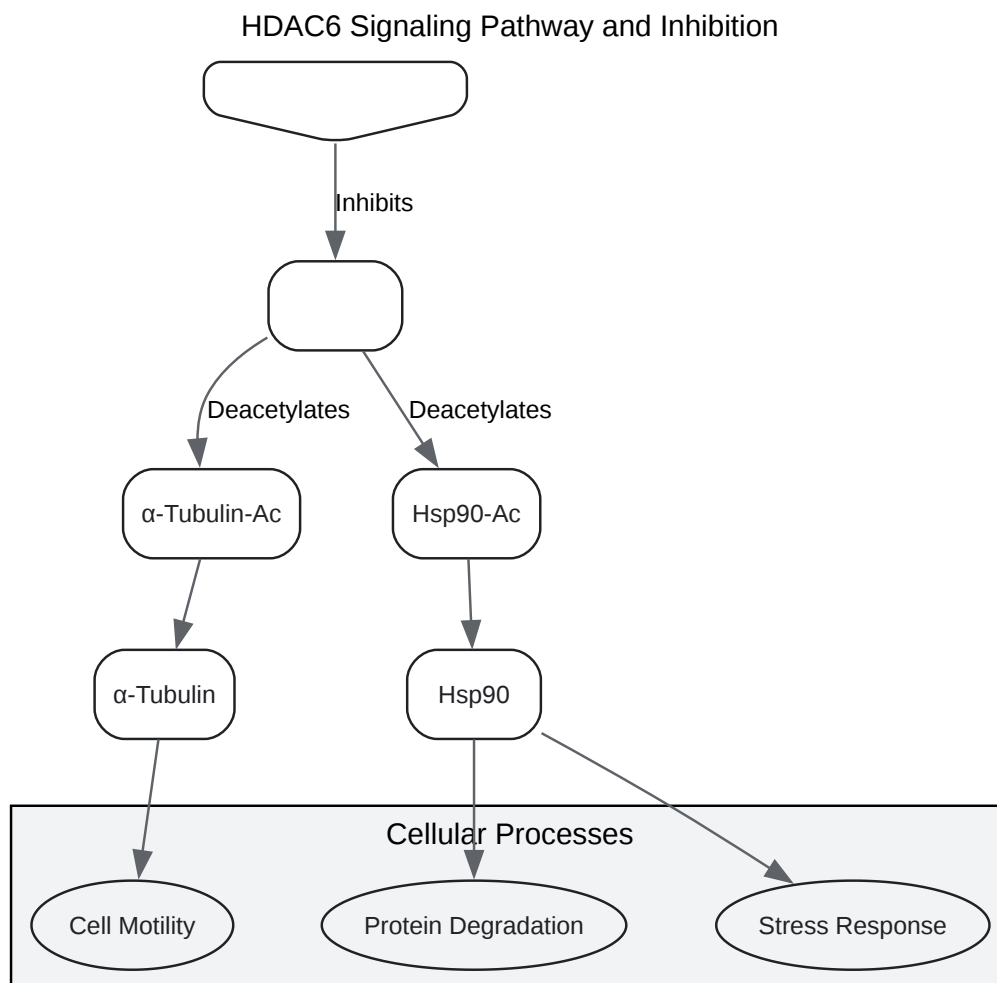 HDAC6 Signaling Pathway and Inhibition
Inhibits
Deacetylates
Deacetylates
α-Tubulin-Ac
Hsp90-Ac
α-Tubulin
Hsp90
Cellular Processes
Cell Motility
Protein Degradation
Stress Response